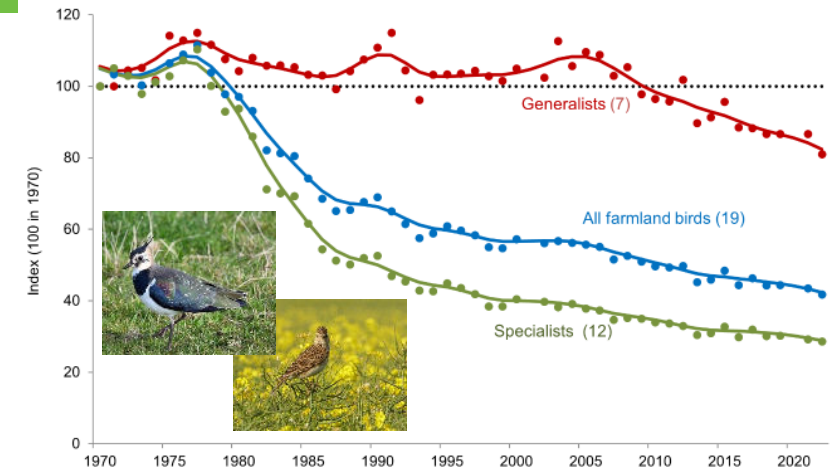 120
100
80
60
40
20
0
Index (100 in 1970)
Generalists (7)
All farmland birds (19)
Specialists (12)
1970 1975 1980 1985 1990 1995 2000 2005 2010 2015 2020